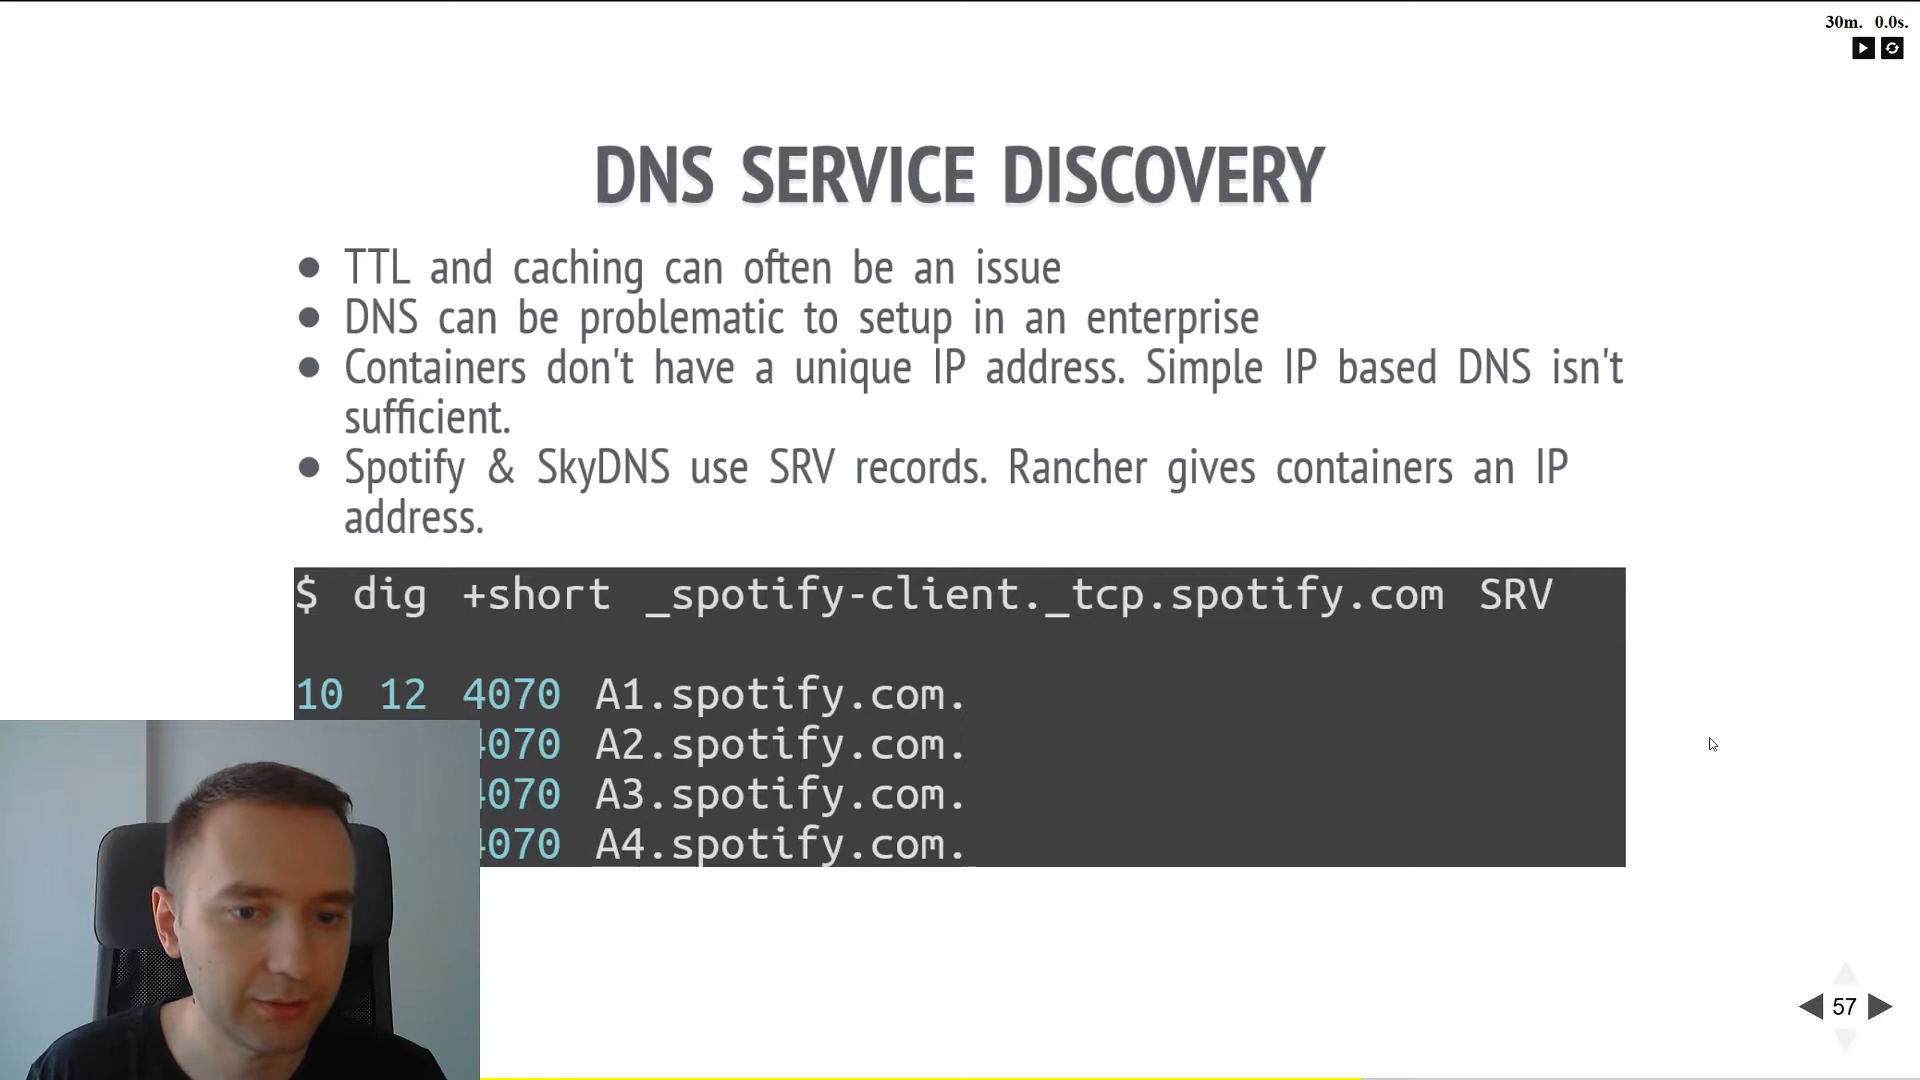 30m. 0.0s.
DNS SERVICE DISCOVERY
● TTL and caching can often be an issue
● DNS can be problematic to setup in an enterprise
● Containers don't have a unique IP address. Simple IP based DNS isn't
sufficient.
● Spotify & SkyDNS use SRV records. Rancher gives containers an IP
address.
$ dig +short _spotify-client._tcp.spotify.com SRV
10 12 4070 A1.spotify.com.
4070 A2.spotify.com.
4070 A3.spotify.com.
4070 A4.spotify.com.
57